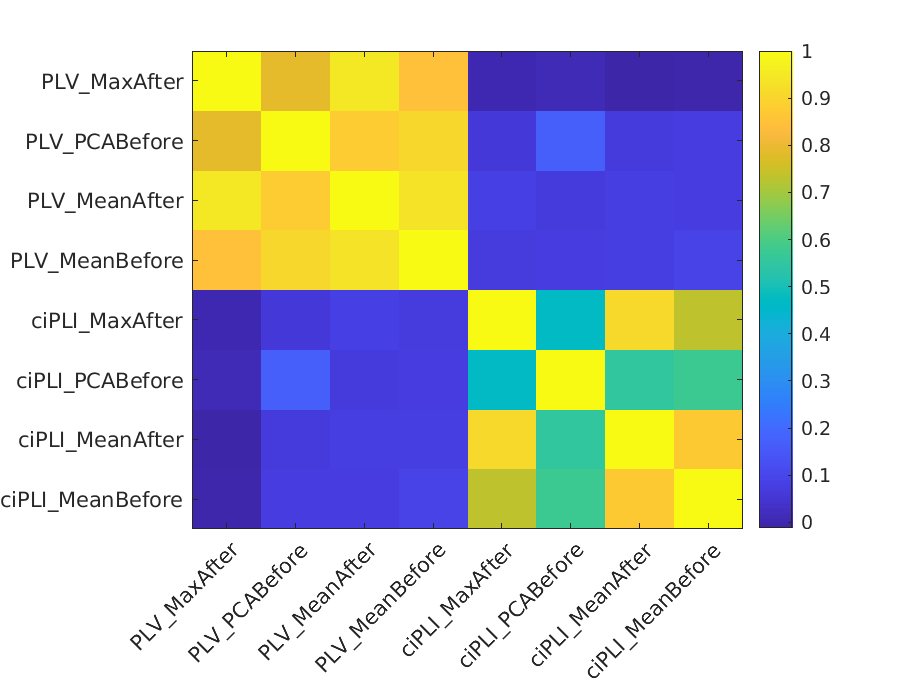 PLV_MaxAfter
PLV_PCABefore
PLV_MeanAfter
PLV_MeanBefore
ciPLI_MaxAfter
ciPLI_PCABefore
ciPLI_MeanAfter
ciPLI_MeanBefore
PLV_MaxAfter
PLV_PCABefore
PLV_MeanAfter
PLV_MeanBefore
ciPLI_MaxAfter
ciPLI_PCABefore
ciPLI_MeanAfter
ciPLI_MeanBefore
1
0.9
0.8
0.7
0.6
0.5
0.4
0.3
0.2
0.1
0